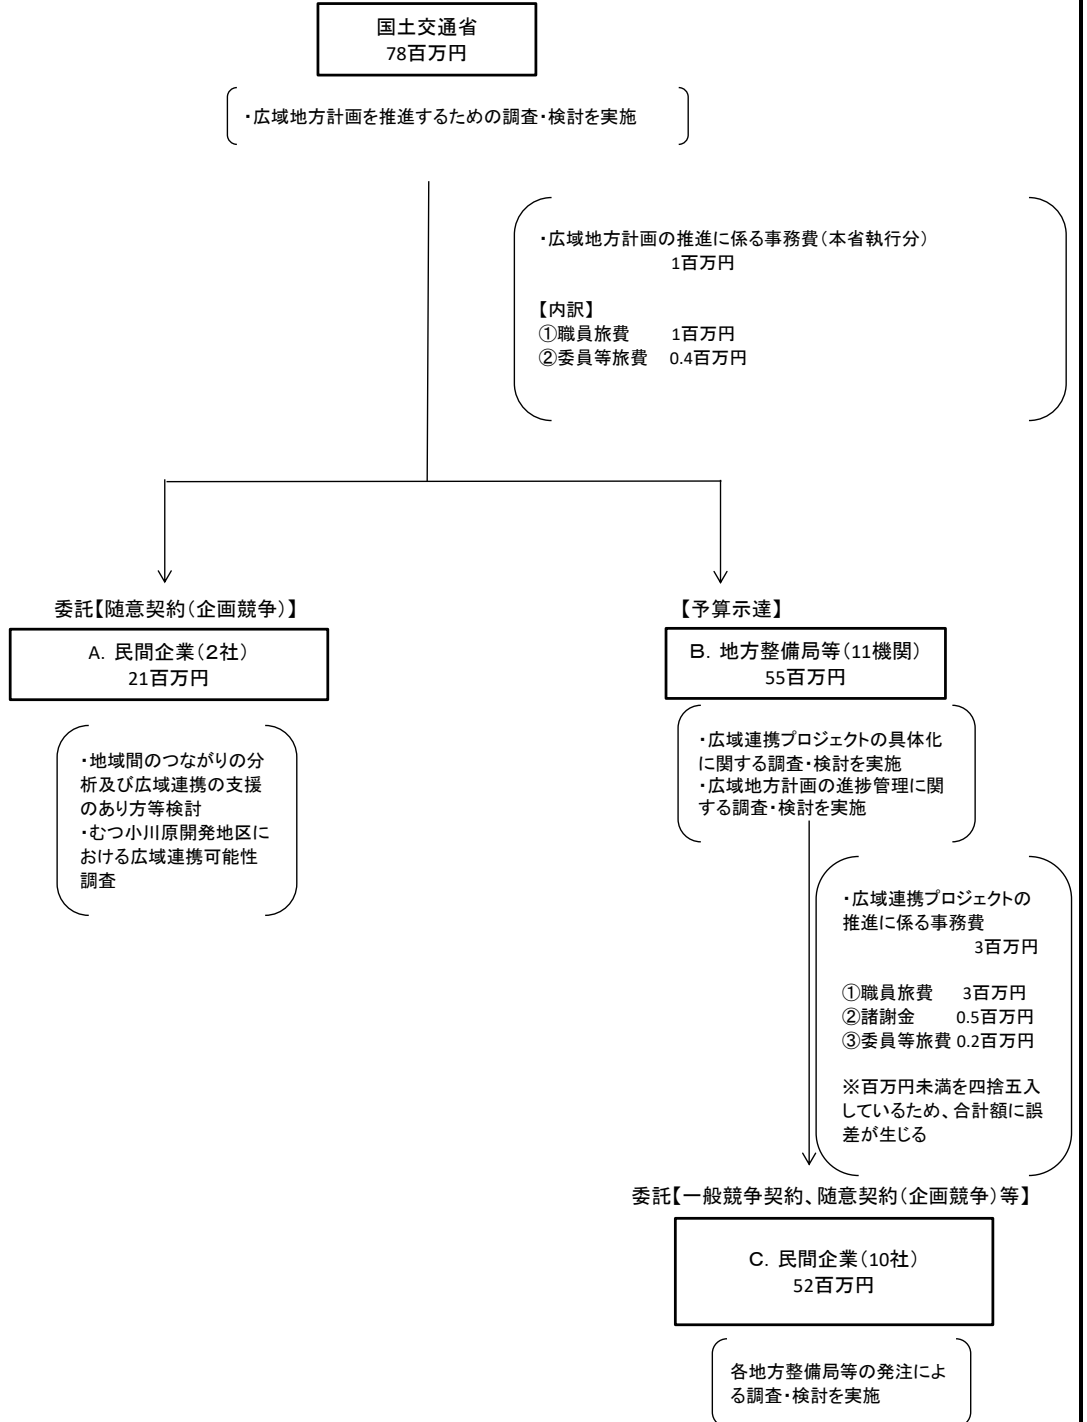 国土交通省
78百万円
・広域地方計画を推進するための調査・検討を実施
・広域地方計画の推進に係る事務費（本省執行分）
1百万円
【内訳】
①職員旅費　　1百万円
②委員等旅費　0.4百万円
委託【随意契約（企画競争）】
A. 民間企業（２社）
21百万円
・地域間のつながりの分
析及び広域連携の支援
のあり方等検討
・むつ小川原開発地区に
おける広域連携可能性
調査
【予算示達】
Ｂ. 地方整備局等（11機関）
55百万円
・広域連携プロジェクトの具体化
に関する調査・検討を実施
・広域地方計画の進捗管理に関
する調査・検討を実施
・広域連携プロジェクトの
推進に係る事務費
3百万円
①職員旅費　　3百万円
②諸謝金　　　0.5百万円
③委員等旅費 0.2百万円
※百万円未満を四捨五入
しているため、合計額に誤
差が生じる
委託【一般競争契約、随意契約（企画競争）等】
Ｃ. 民間企業（10社）
52百万円
各地方整備局等の発注によ
る調査・検討を実施